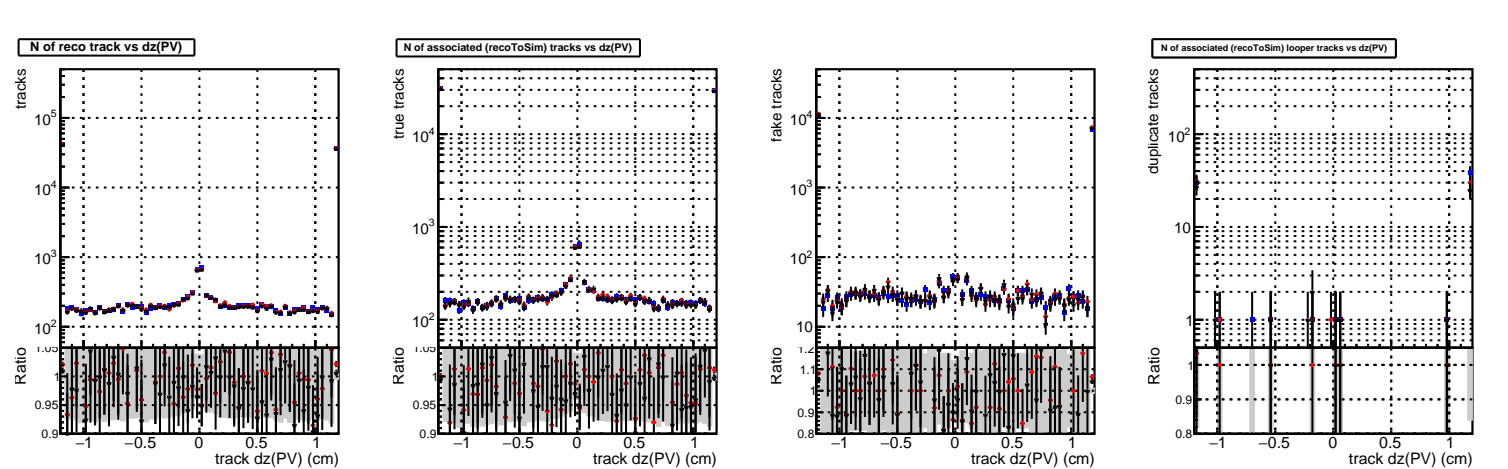 N of reco track vs dz(PV)
tracks
10^5
10^4
10^3
10^2
Ratio
1.05
1
0.95
0.9
−1 −0.5 0 0.5 1
track dz(PV) (cm)
N of associated (recoToSim) tracks vs dz(PV)
true tracks
10^4
10^3
10^2
Ratio
1.05
1
0.95
0.9
−1 −0.5 0 0.5 1
track dz(PV) (cm)
fake tracks
10^4
10^3
10^2
10
Ratio
1.2
1.1
1
0.9
0.8
−1 −0.5 0 0.5 1
track dz(PV) (cm)
N of associated (recoToSim) looper tracks vs dz(PV)
duplicate tracks
10^2
10
1
Ratio
1
0.9
0.8
−1 −0.5 0 0.5 1
track dz(PV) (cm)